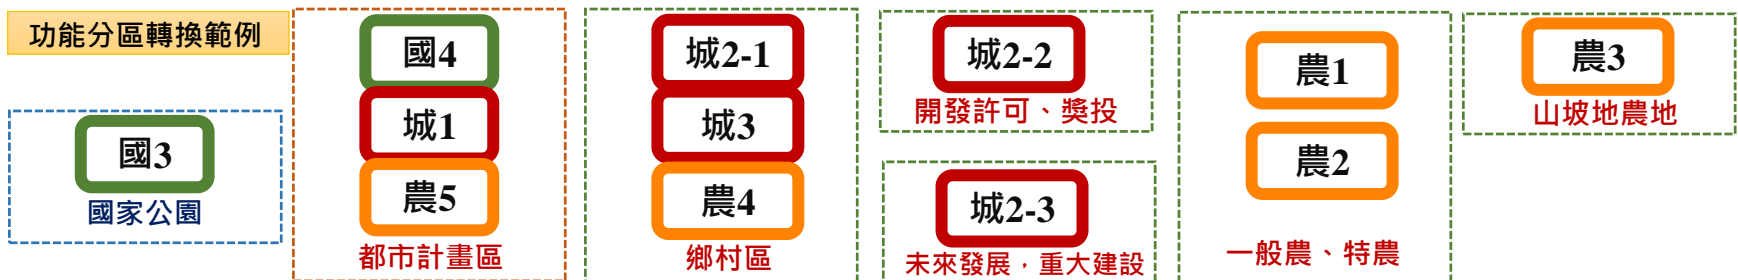 功能分區轉換範例
國3
國家公園
國4
城1
農5
都市計畫區
城2-1
城3
農4
鄉村區
城2-2
開發許可、獎投
城2-3
未來發展，重大建設
農1
農2
一般農、特農
農3
山坡地農地